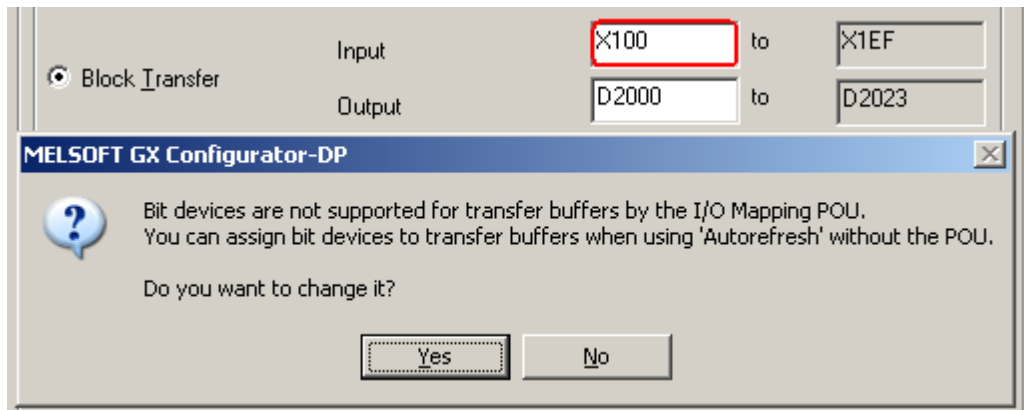 Input X100 to X1EF
Block Transfer
Output D2000 to D2023
MELSOFT GX Configurator-DP
Bit devices are not supported for transfer buffers by the I/O Mapping POU.
You can assign bit devices to transfer buffers when using 'Autorefresh' without the POU.
Do you want to change it?
Yes No